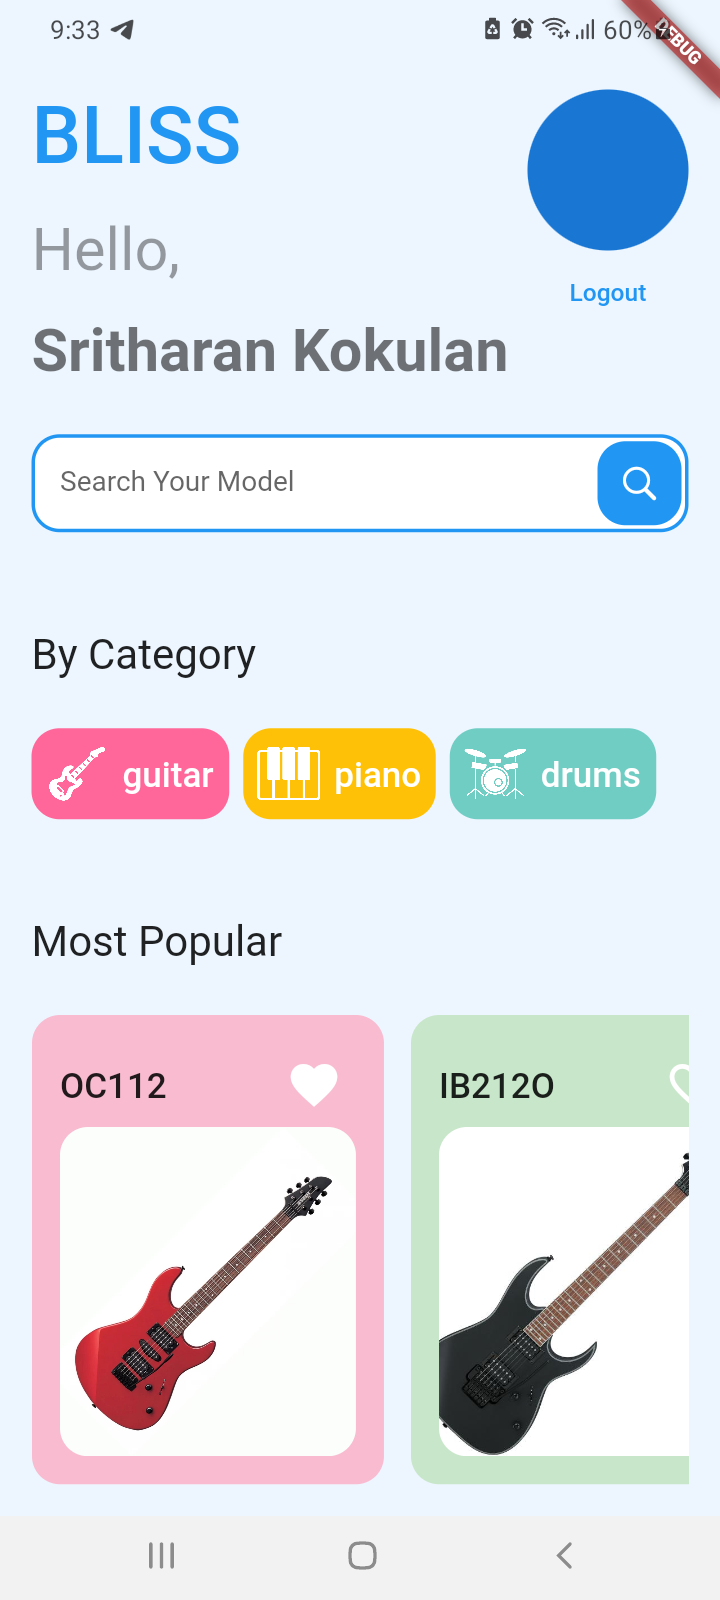 9:33
60%
DEBUG
BLISS
Hello,
Logout
Sritharan Kokulan
Search Your Model
By Category
guitar
piano
drums
Most Popular
OC112
IB212O